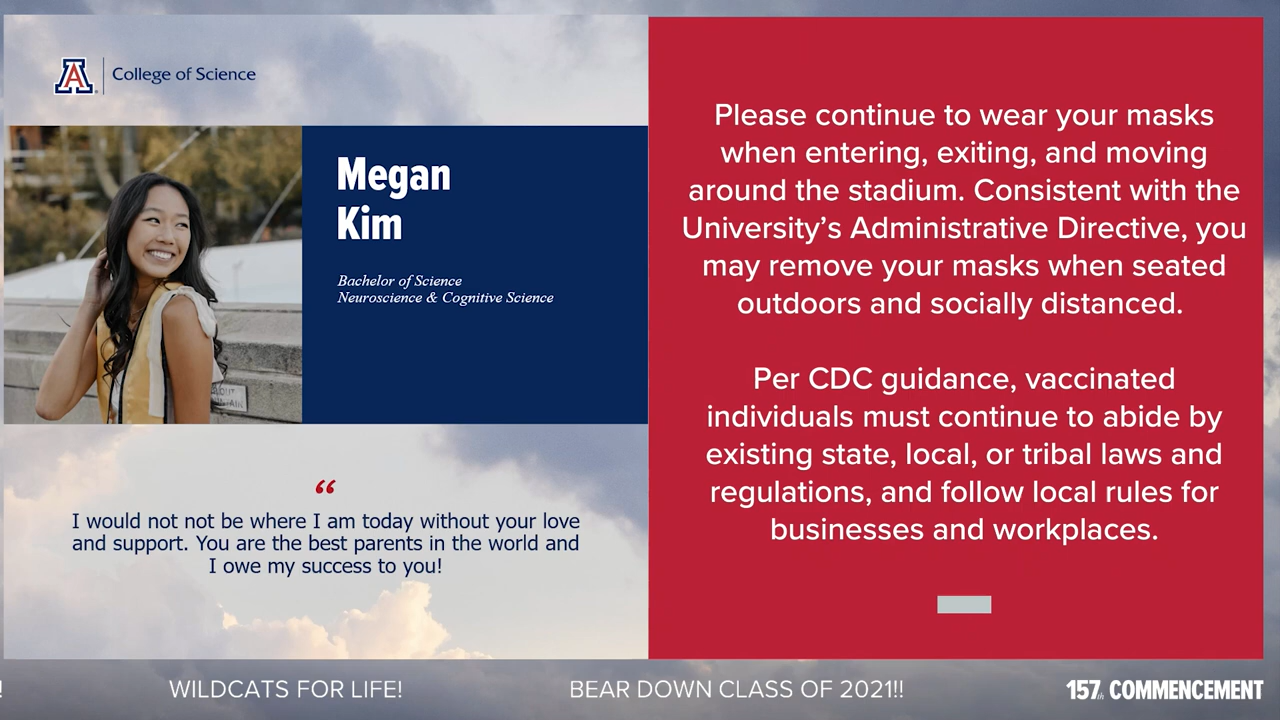 A
College of Science
Megan
Kim
Bachelor of Science
Neuroscience & Cognitive Science
“
I would not not be where I am today without your love
and support. You are the best parents in the world and
I owe my success to you!
Please continue to wear your masks
when entering, exiting, and moving
around the stadium. Consistent with the
University’s Administrative Directive, you
may remove your masks when seated
outdoors and socially distanced.
Per CDC guidance, vaccinated
individuals must continue to abide by
existing state, local, or tribal laws and
regulations, and follow local rules for
businesses and workplaces.
! WILDCATS FOR LIFE! BEAR DOWN CLASS OF 2021!!
157th COMMENCEMENT